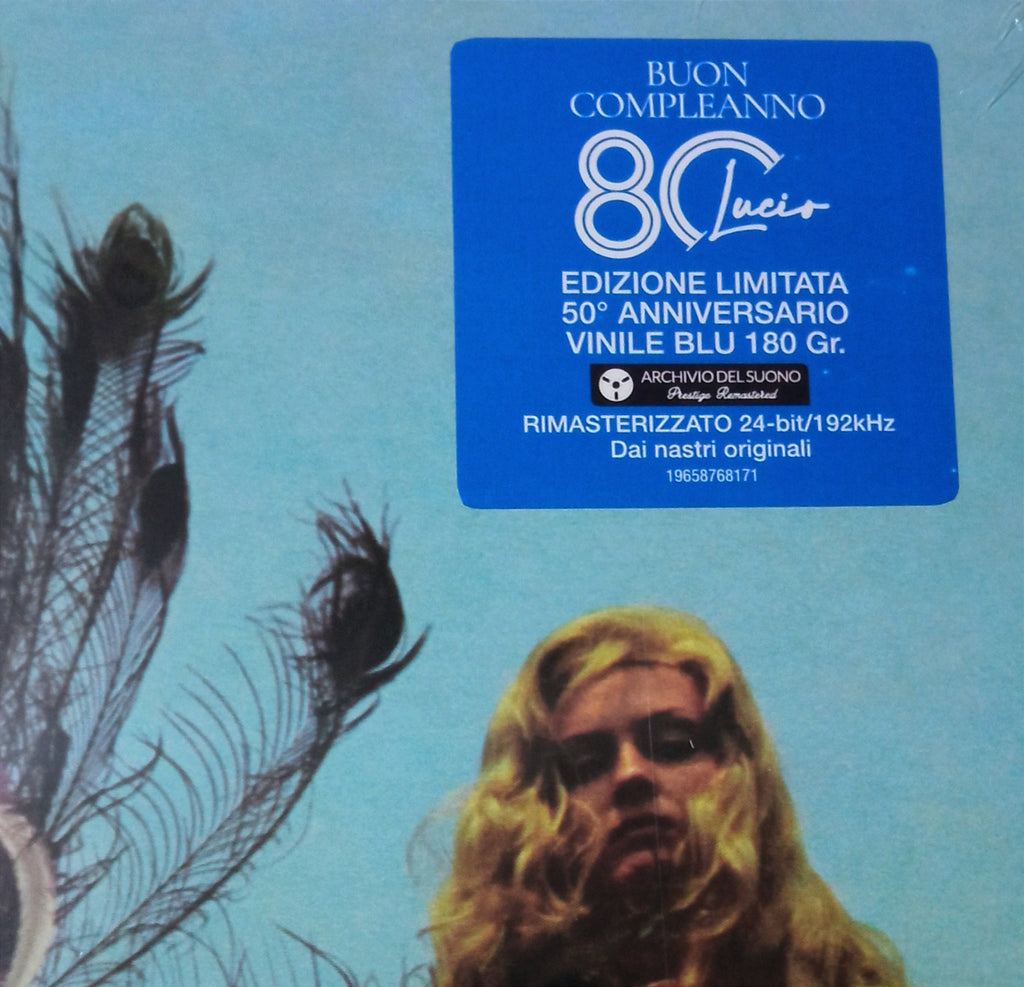 BUON
COMPLEANNO
80 Lucio
EDIZIONE LIMITATA
50° ANNIVERSARIO
VINILE BLU 180 Gr.
ARCHIVIO DEL SUONO
Prestige Remastered
RIMASTERIZZATO 24-bit/192kHz
Dai nastri originali
19658768171